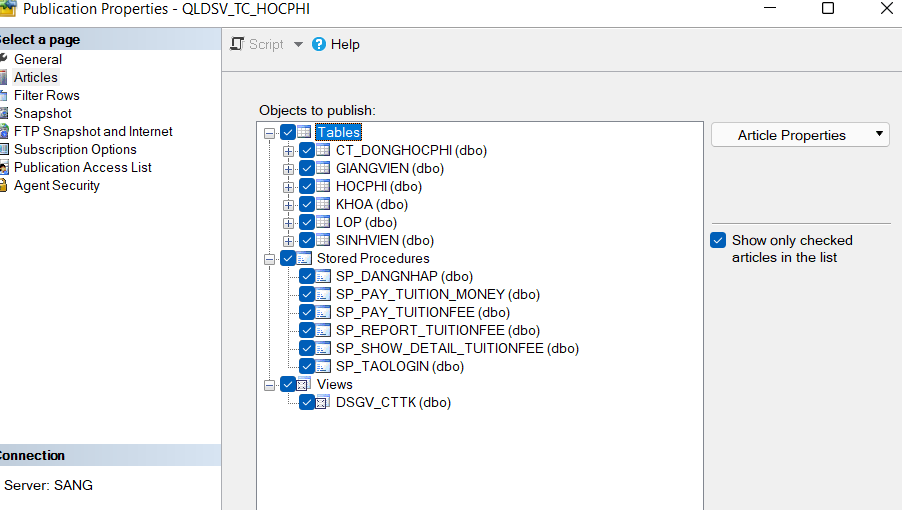 Publication Properties - QLDSV_TC_HOCPHI
elect a page
General
Articles
Filter Rows
Snapshot
FTP Snapshot and Internet
Subscription Options
Publication Access List
Agent Security
Script
Help
Objects to publish:
Tables
CT_DONGHOCPHI (dbo)
GIANGVIEN (dbo)
HOCPHI (dbo)
KHOA (dbo)
LOP (dbo)
SINHVIEN (dbo)
Stored Procedures
SP_DANGNHAP (dbo)
SP_PAY_TUITION_MONEY (dbo)
SP_PAY_TUITIONFEE (dbo)
SP_REPORT_TUITIONFEE (dbo)
SP_SHOW_DETAIL_TUITIONFEE (dbo)
SP_TAOLOGIN (dbo)
Views
DSGV_CTTK (dbo)
Article Properties
Show only checked
articles in the list
onnection
Server: SANG